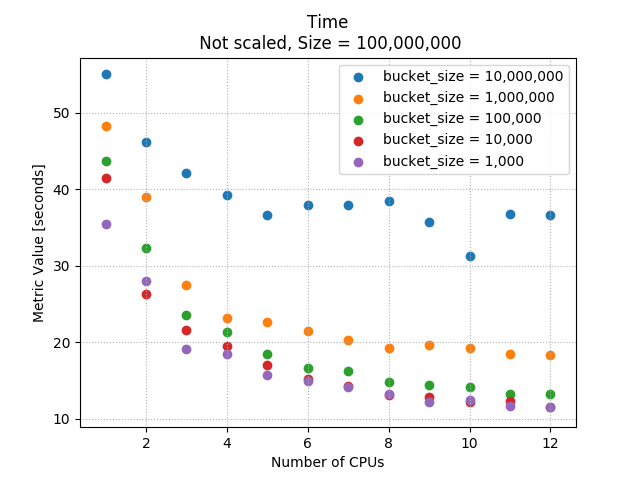 Time
Not scaled, Size = 100,000,000
bucket_size = 10,000,000
bucket_size = 1,000,000
bucket_size = 100,000
bucket_size = 10,000
bucket_size = 1,000
Metric Value [seconds]
50
40
30
20
10
2 4 6 8 10 12
Number of CPUs